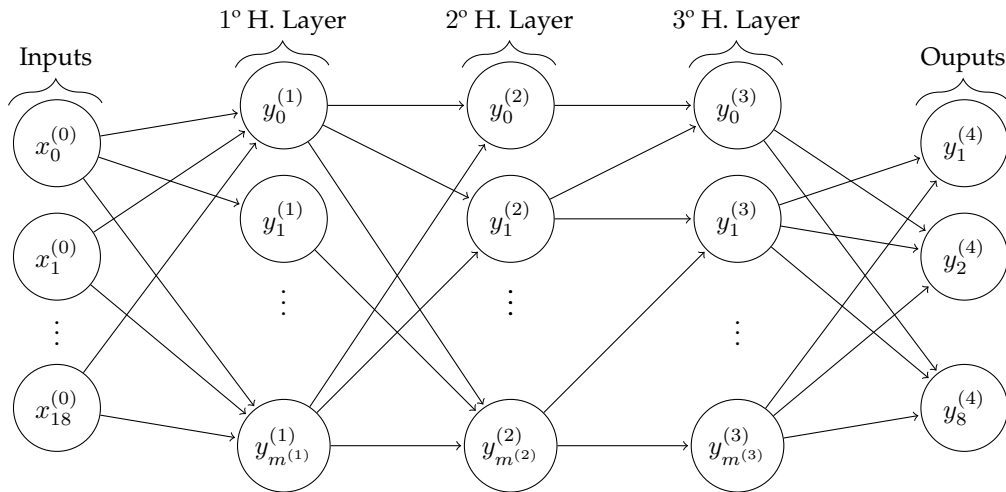 1º H. Layer 2º H. Layer 3º H. Layer
Inputs Ouputs
y_0^{(1)} y_0^{(2)} y_0^{(3)}
x_0^{(0)} y_1^{(4)}
y_1^{(1)} y_1^{(2)} y_1^{(3)}
x_1^{(0)} y_2^{(4)}
⋮ ⋮ ⋮ ⋮
x_{18}^{(0)} y_8^{(4)}
y_{m^{(1)}}^{(1)} y_{m^{(2)}}^{(2)} y_{m^{(3)}}^{(3)}